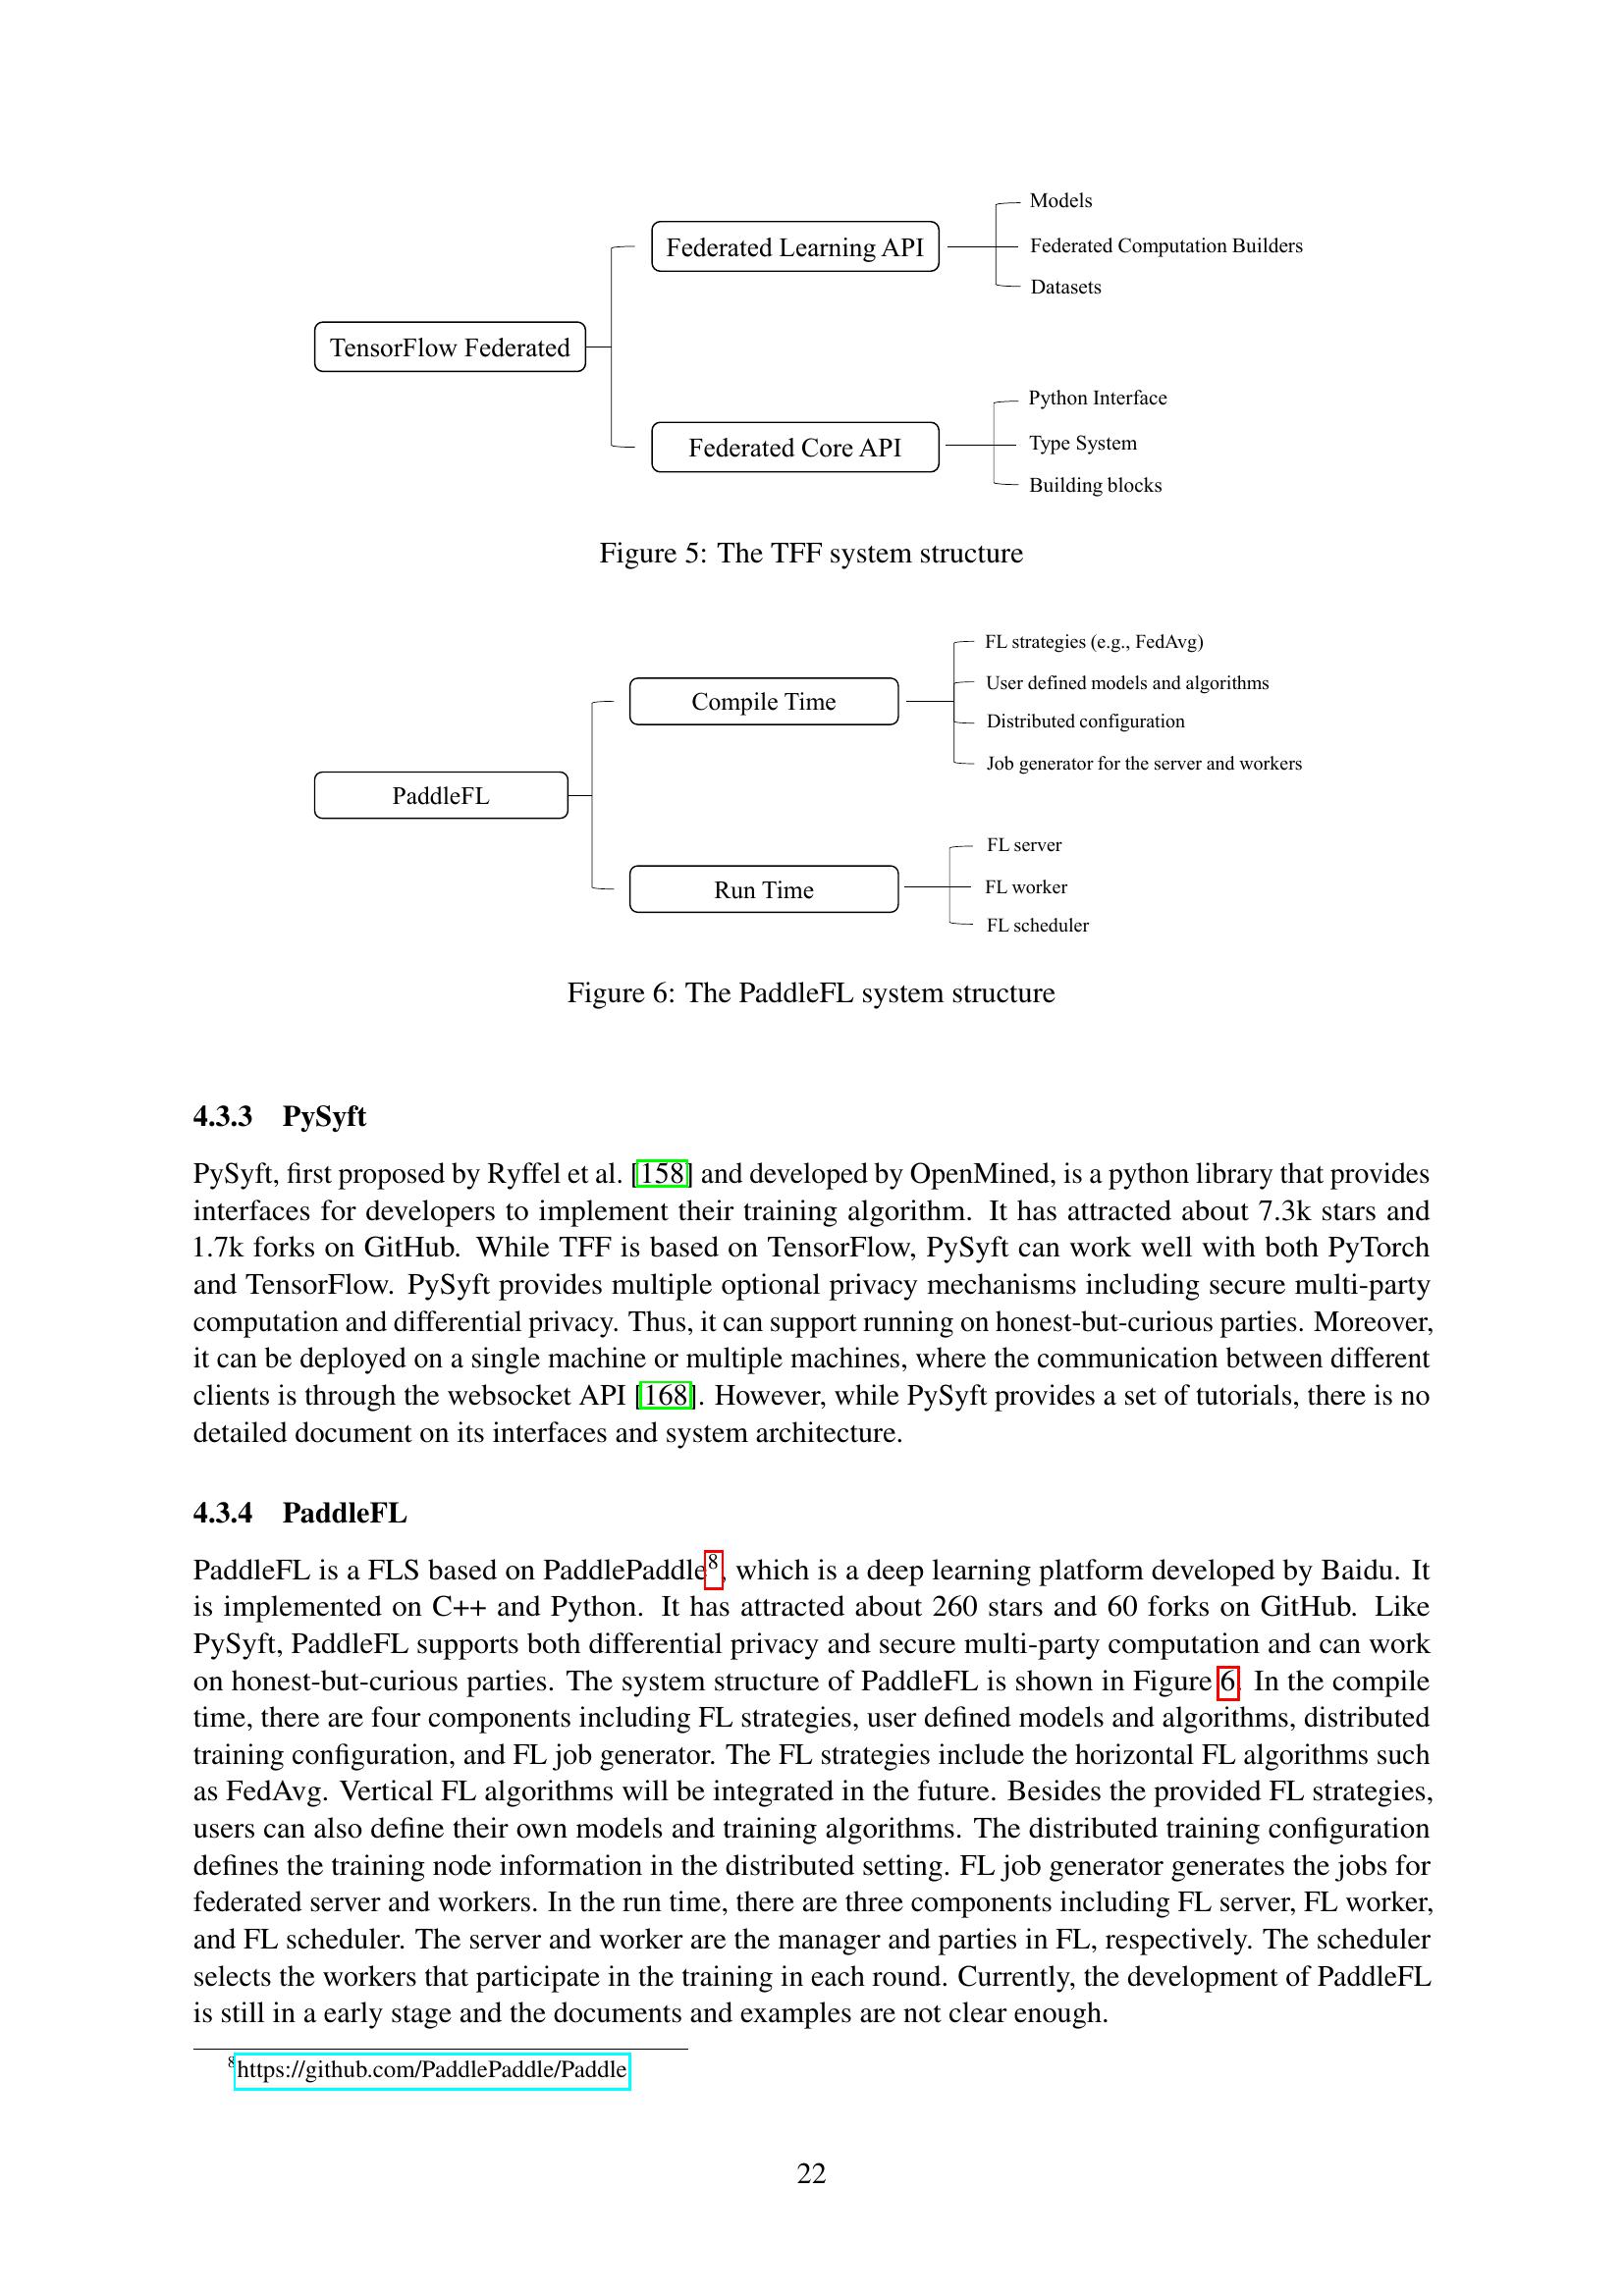 Models
Federated Learning API
Federated Computation Builders
Datasets
TensorFlow Federated
Python Interface
Federated Core API
Type System
Building blocks
Figure 5: The TFF system structure
FL strategies (e.g., FedAvg)
User defined models and algorithms
Compile Time
Distributed configuration
Job generator for the server and workers
PaddleFL
FL server
Run Time
FL worker
FL scheduler
Figure 6: The PaddleFL system structure
4.3.3 PySyft
PySyft, first proposed by Ryffel et al. [158] and developed by OpenMined, is a python library that provides
interfaces for developers to implement their training algorithm. It has attracted about 7.3k stars and
1.7k forks on GitHub. While TFF is based on TensorFlow, PySyft can work well with both PyTorch
and TensorFlow. PySyft provides multiple optional privacy mechanisms including secure multi-party
computation and differential privacy. Thus, it can support running on honest-but-curious parties. Moreover,
it can be deployed on a single machine or multiple machines, where the communication between different
clients is through the websocket API [168]. However, while PySyft provides a set of tutorials, there is no
detailed document on its interfaces and system architecture.
4.3.4 PaddleFL
PaddleFL is a FLS based on PaddlePaddle8, which is a deep learning platform developed by Baidu. It
is implemented on C++ and Python. It has attracted about 260 stars and 60 forks on GitHub. Like
PySyft, PaddleFL supports both differential privacy and secure multi-party computation and can work
on honest-but-curious parties. The system structure of PaddleFL is shown in Figure 6. In the compile
time, there are four components including FL strategies, user defined models and algorithms, distributed
training configuration, and FL job generator. The FL strategies include the horizontal FL algorithms such
as FedAvg. Vertical FL algorithms will be integrated in the future. Besides the provided FL strategies,
users can also define their own models and training algorithms. The distributed training configuration
defines the training node information in the distributed setting. FL job generator generates the jobs for
federated server and workers. In the run time, there are three components including FL server, FL worker,
and FL scheduler. The server and worker are the manager and parties in FL, respectively. The scheduler
selects the workers that participate in the training in each round. Currently, the development of PaddleFL
is still in a early stage and the documents and examples are not clear enough.
8https://github.com/PaddlePaddle/Paddle
22